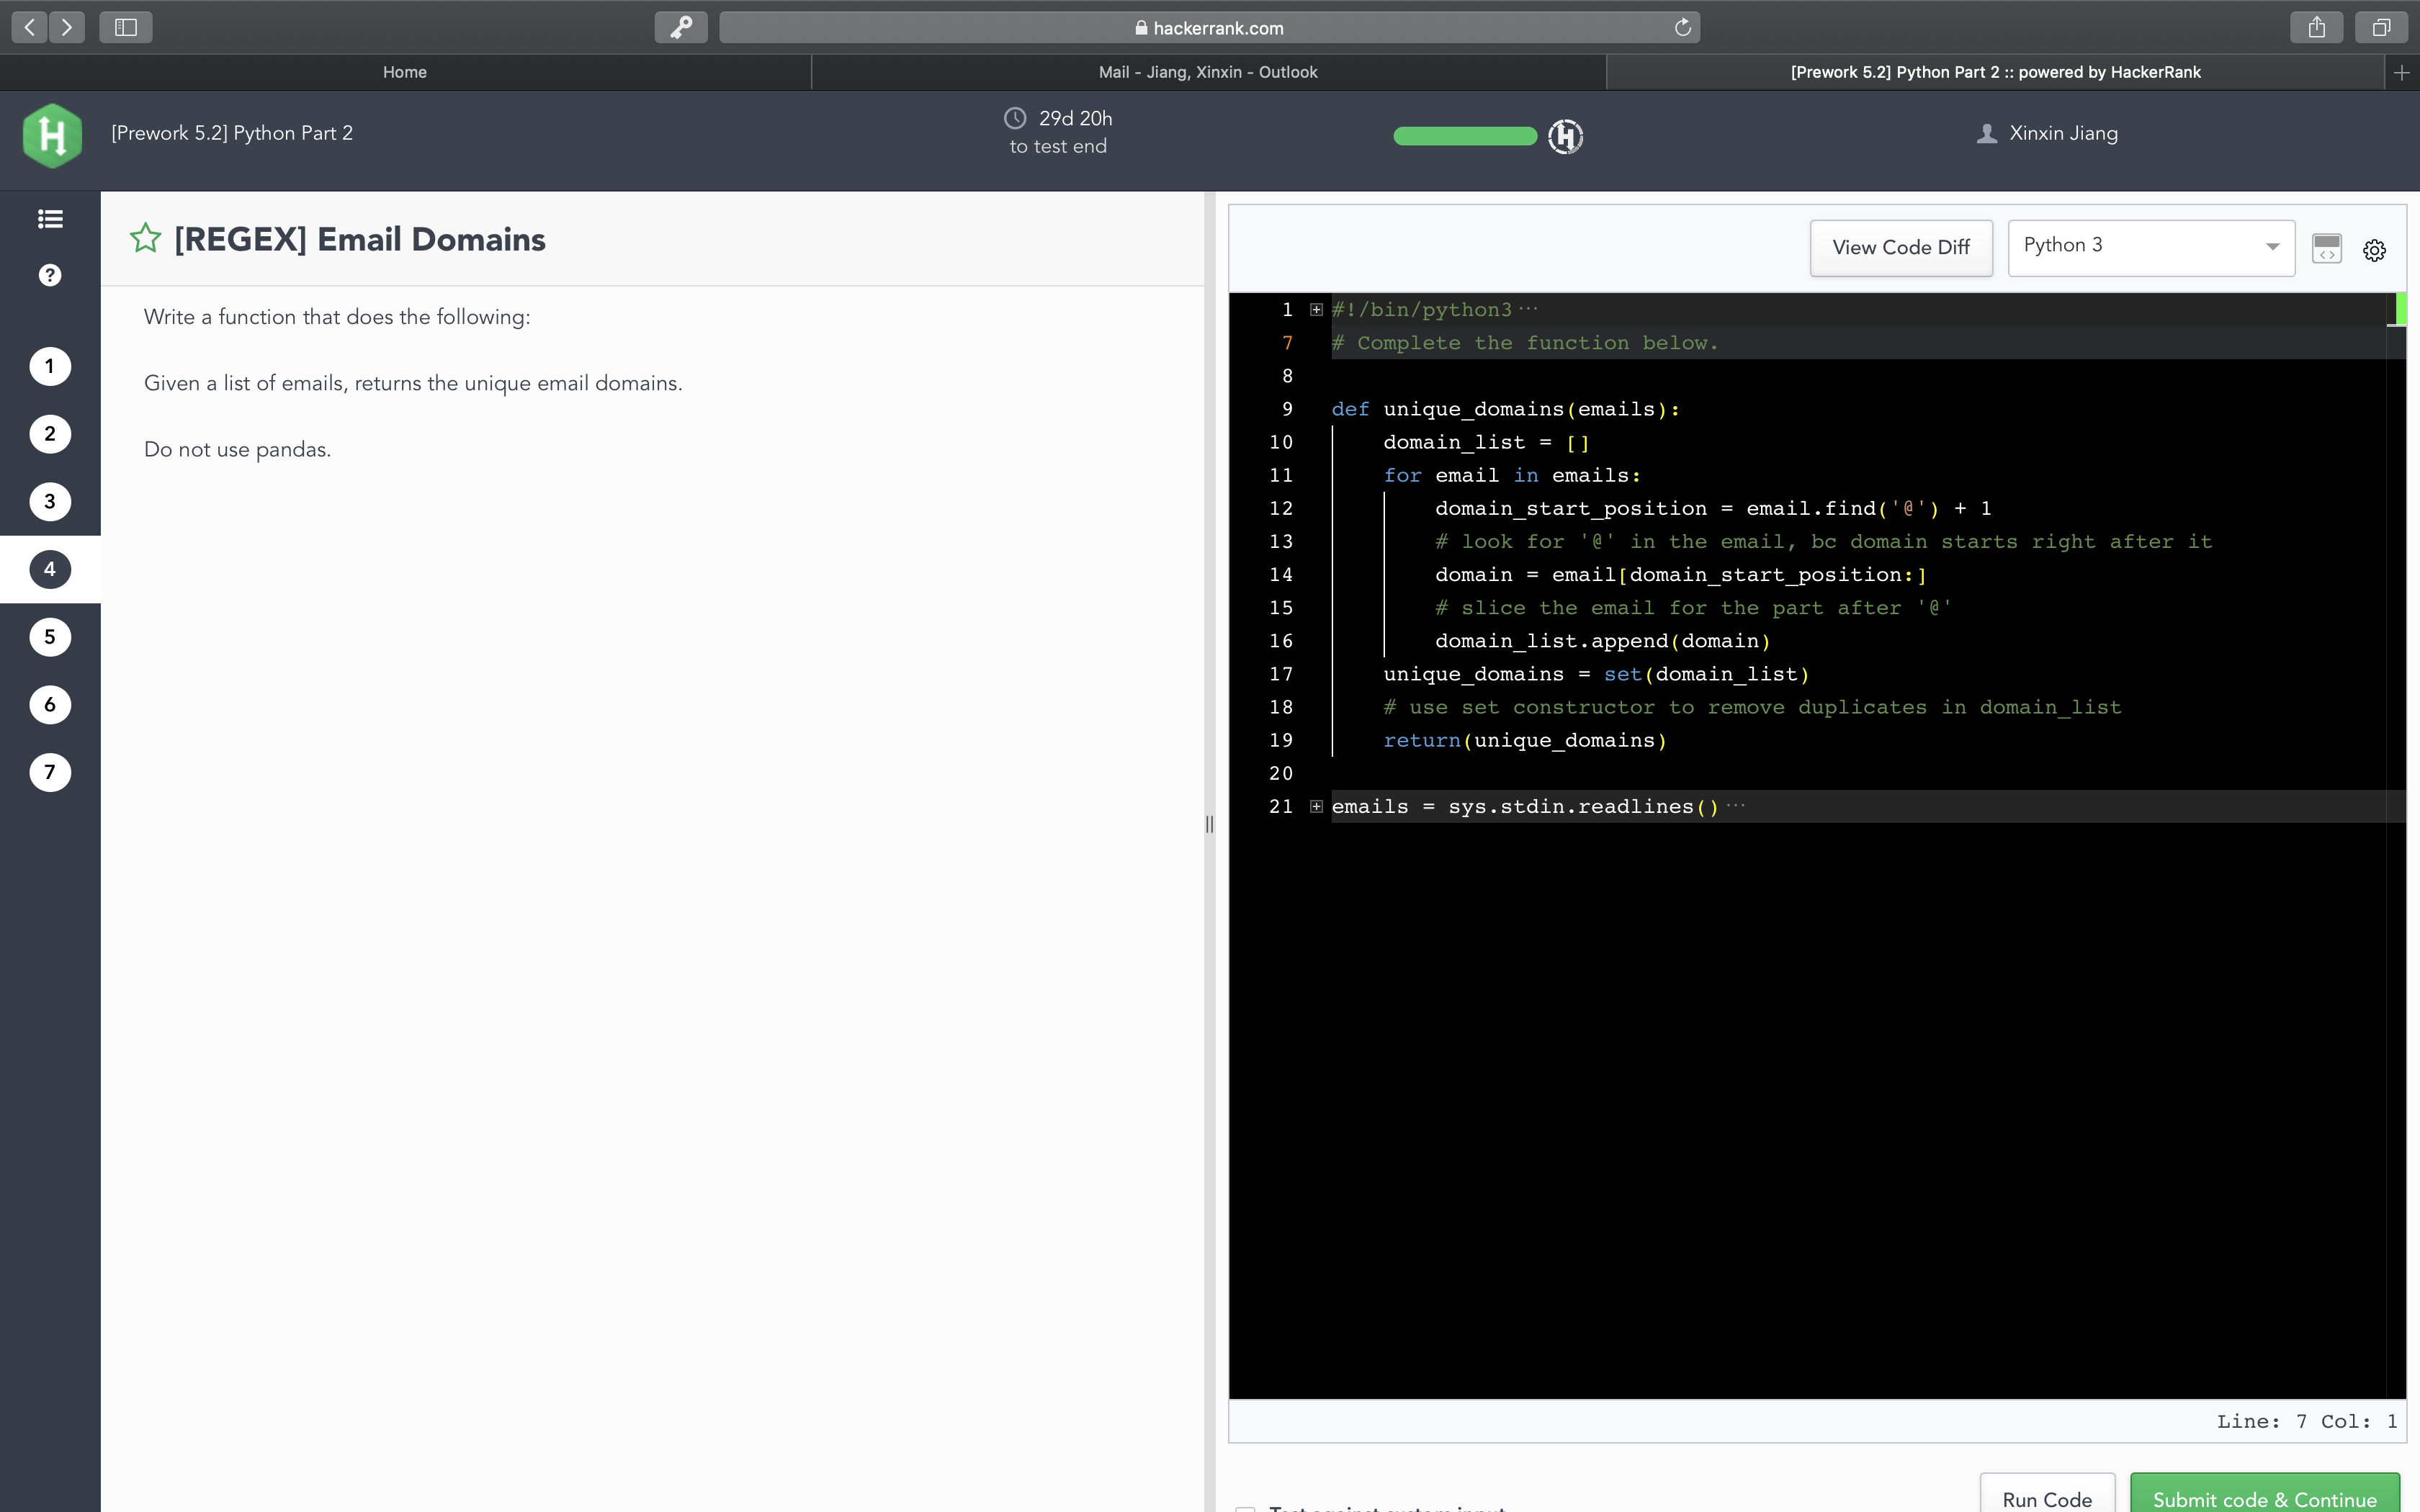 hackerrank.com
Home
Mail - Jiang, Xinxin - Outlook
[Prework 5.2] Python Part 2 :: powered by HackerRank
[Prework 5.2] Python Part 2
29d 20h
to test end
Xinxin Jiang
[REGEX] Email Domains
Write a function that does the following:
Given a list of emails, returns the unique email domains.
Do not use pandas.
1
2
3
4
5
6
7
View Code Diff
Python 3
1 #!/bin/python3 ···
7 # Complete the function below.
8
9 def unique_domains(emails):
10 domain_list = []
11 for email in emails:
12 domain_start_position = email.find('@') + 1
13 # look for '@' in the email, bc domain starts right after it
14 domain = email[domain_start_position:]
15 # slice the email for the part after '@'
16 domain_list.append(domain)
17 unique_domains = set(domain_list)
18 # use set constructor to remove duplicates in domain_list
19 return(unique_domains)
20
21 emails = sys.stdin.readlines() ···
Line: 7 Col: 1
Test against custom input
Run Code
Submit code & Continue